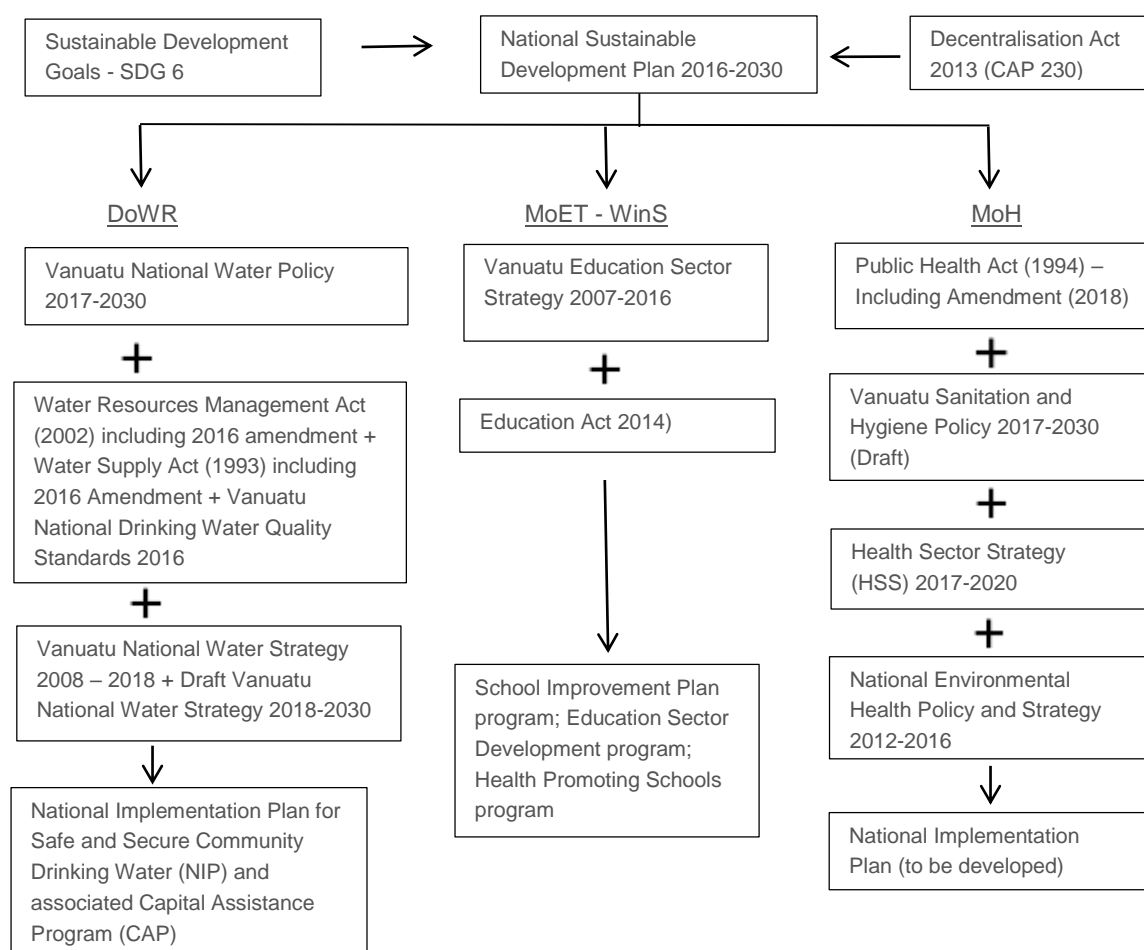 Sustainable Development
Goals - SDG 6
National Sustainable
Development Plan 2016-2030
Decentralisation Act
2013 (CAP 230)
DoWR
Vanuatu National Water Policy
2017-2030
+
Water Resources Management Act
(2002) including 2016 amendment +
Water Supply Act (1993) including
2016 Amendment + Vanuatu
National Drinking Water Quality
Standards 2016
+
Vanuatu National Water Strategy
2008 – 2018 + Draft Vanuatu
National Water Strategy 2018-2030
National Implementation Plan for
Safe and Secure Community
Drinking Water (NIP) and
associated Capital Assistance
Program (CAP)
MoET - WinS
Vanuatu Education Sector
Strategy 2007-2016
+
Education Act 2014)
School Improvement Plan
program; Education Sector
Development program;
Health Promoting Schools
program
MoH
Public Health Act (1994) –
Including Amendment (2018)
+
Vanuatu Sanitation and
Hygiene Policy 2017-2030
(Draft)
+
Health Sector Strategy
(HSS) 2017-2020
+
National Environmental
Health Policy and Strategy
2012-2016
National Implementation
Plan (to be developed)